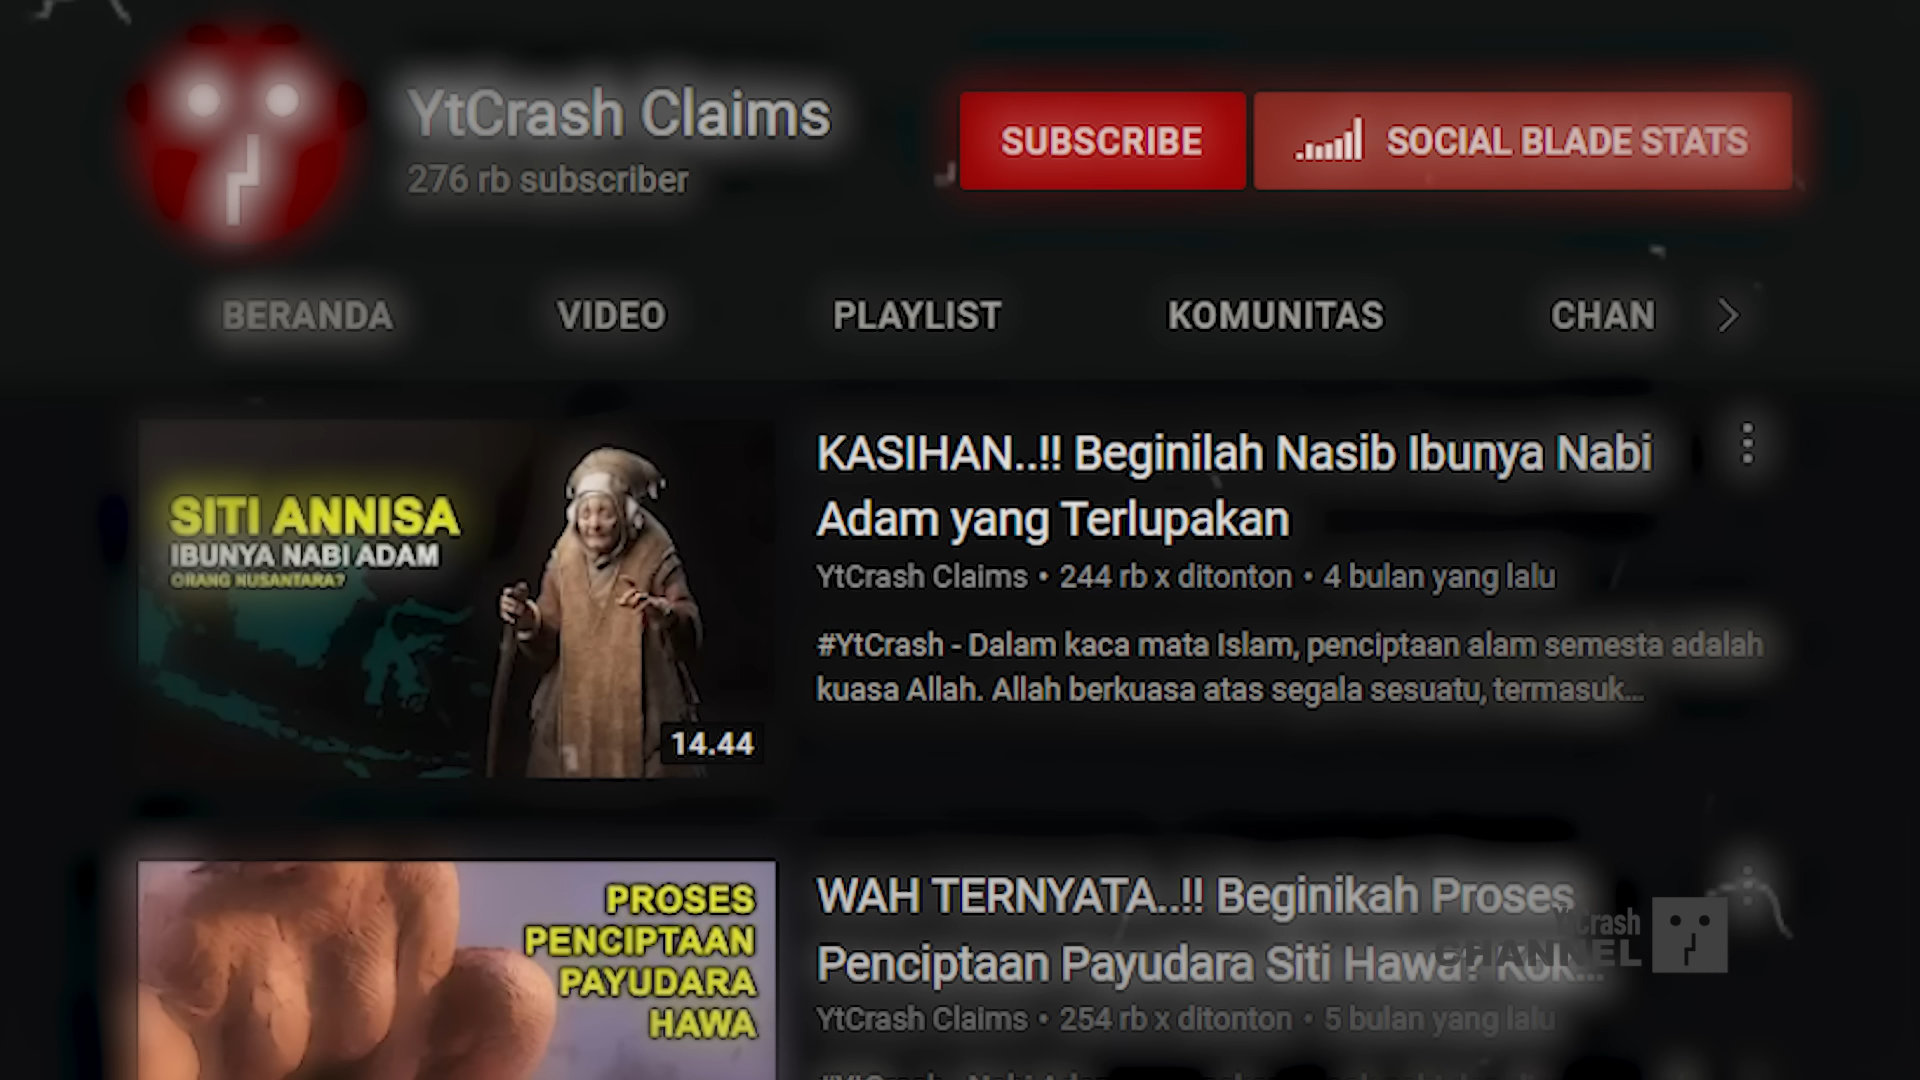 YtCrash Claims
276 rb subscriber
SUBSCRIBE
SOCIAL BLADE STATS
BERANDA
VIDEO
PLAYLIST
KOMUNITAS
CHAN
SITI ANNISA
IBUNYA NABI ADAM
ORANG NUSANTARA?
14.44
KASIHAN..!! Beginilah Nasib Ibunya Nabi
Adam yang Terlupakan
YtCrash Claims • 244 rb x ditonton • 4 bulan yang lalu
#YtCrash - Dalam kaca mata Islam, penciptaan alam semesta adalah
kuasa Allah. Allah berkuasa atas segala sesuatu, termasuk...
PROSES
PENCIPTAAN
PAYUDARA
HAWA
WAH TERNYATA..!! Beginikah Proses
Penciptaan Payudara Siti Hawa? Kok...
YtCrash Claims • 254 rb x ditonton • 5 bulan yang lalu
YtCrash
CHANNEL